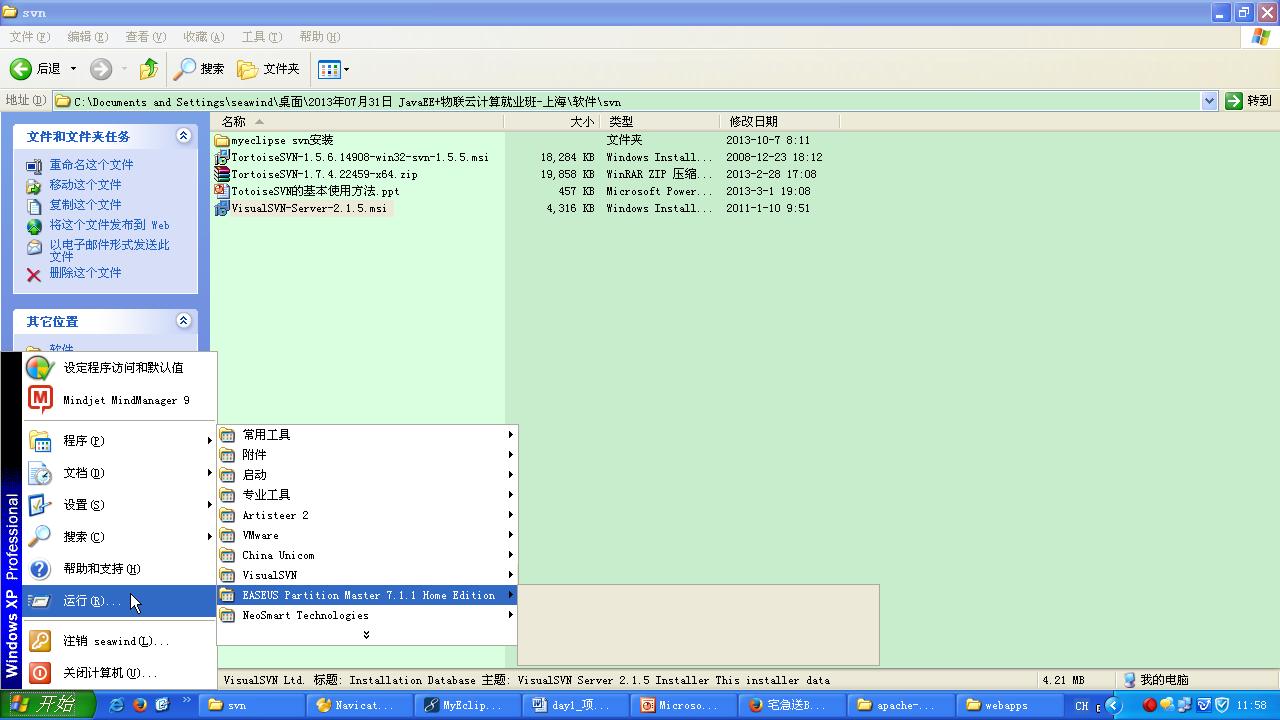 svn
文件(F) 编辑(E) 查看(V) 收藏(A) 工具(T) 帮助(H)
后退 搜索 文件夹
地址(D) C:\Documents and Settings\seawind\桌面\2013年07月31日 JavaEE+物联云计算就业班-上海\软件\svn 转到
文件和文件夹任务
重命名这个文件
移动这个文件
复制这个文件
将这个文件发布到 Web
以电子邮件形式发送此
文件
删除这个文件
其它位置
软件
名称 大小 类型 修改日期
myeclipse svn安装 文件夹 2013-10-7 8:11
TortoiseSVN-1.5.6.14908-win32-svn-1.5.5.msi 18,284 KB Windows Install... 2008-12-23 18:12
TortoiseSVN-1.7.4.22459-x64.zip 19,858 KB WinRAR ZIP 压缩... 2013-2-28 17:08
TotoiseSVN的基本使用方法.ppt 457 KB Microsoft Power... 2013-3-1 19:08
VisualSVN-Server-2.1.5.msi 4,316 KB Windows Install... 2011-1-10 9:51
Windows XP Professional
设定程序访问和默认值
Mindjet MindManager 9
程序(P)
文档(D)
设置(S)
搜索(C)
帮助和支持(H)
运行(R)...
注销 seawind(L)...
关闭计算机(U)...
常用工具
附件
启动
专业工具
Artisteer 2
VMware
China Unicom
VisualSVN
EASEUS Partition Master 7.1.1 Home Edition
NeoSmart Technologies
VisualSVN Ltd. 标题: Installation Database 主题: VisualSVN Server 2.1.5 Installer This installer data 4.21 MB 我的电脑
开始 svn Navicat... MyEclip... day1_项... Microso... 宅急送B... apache-... webapps CH 11:58